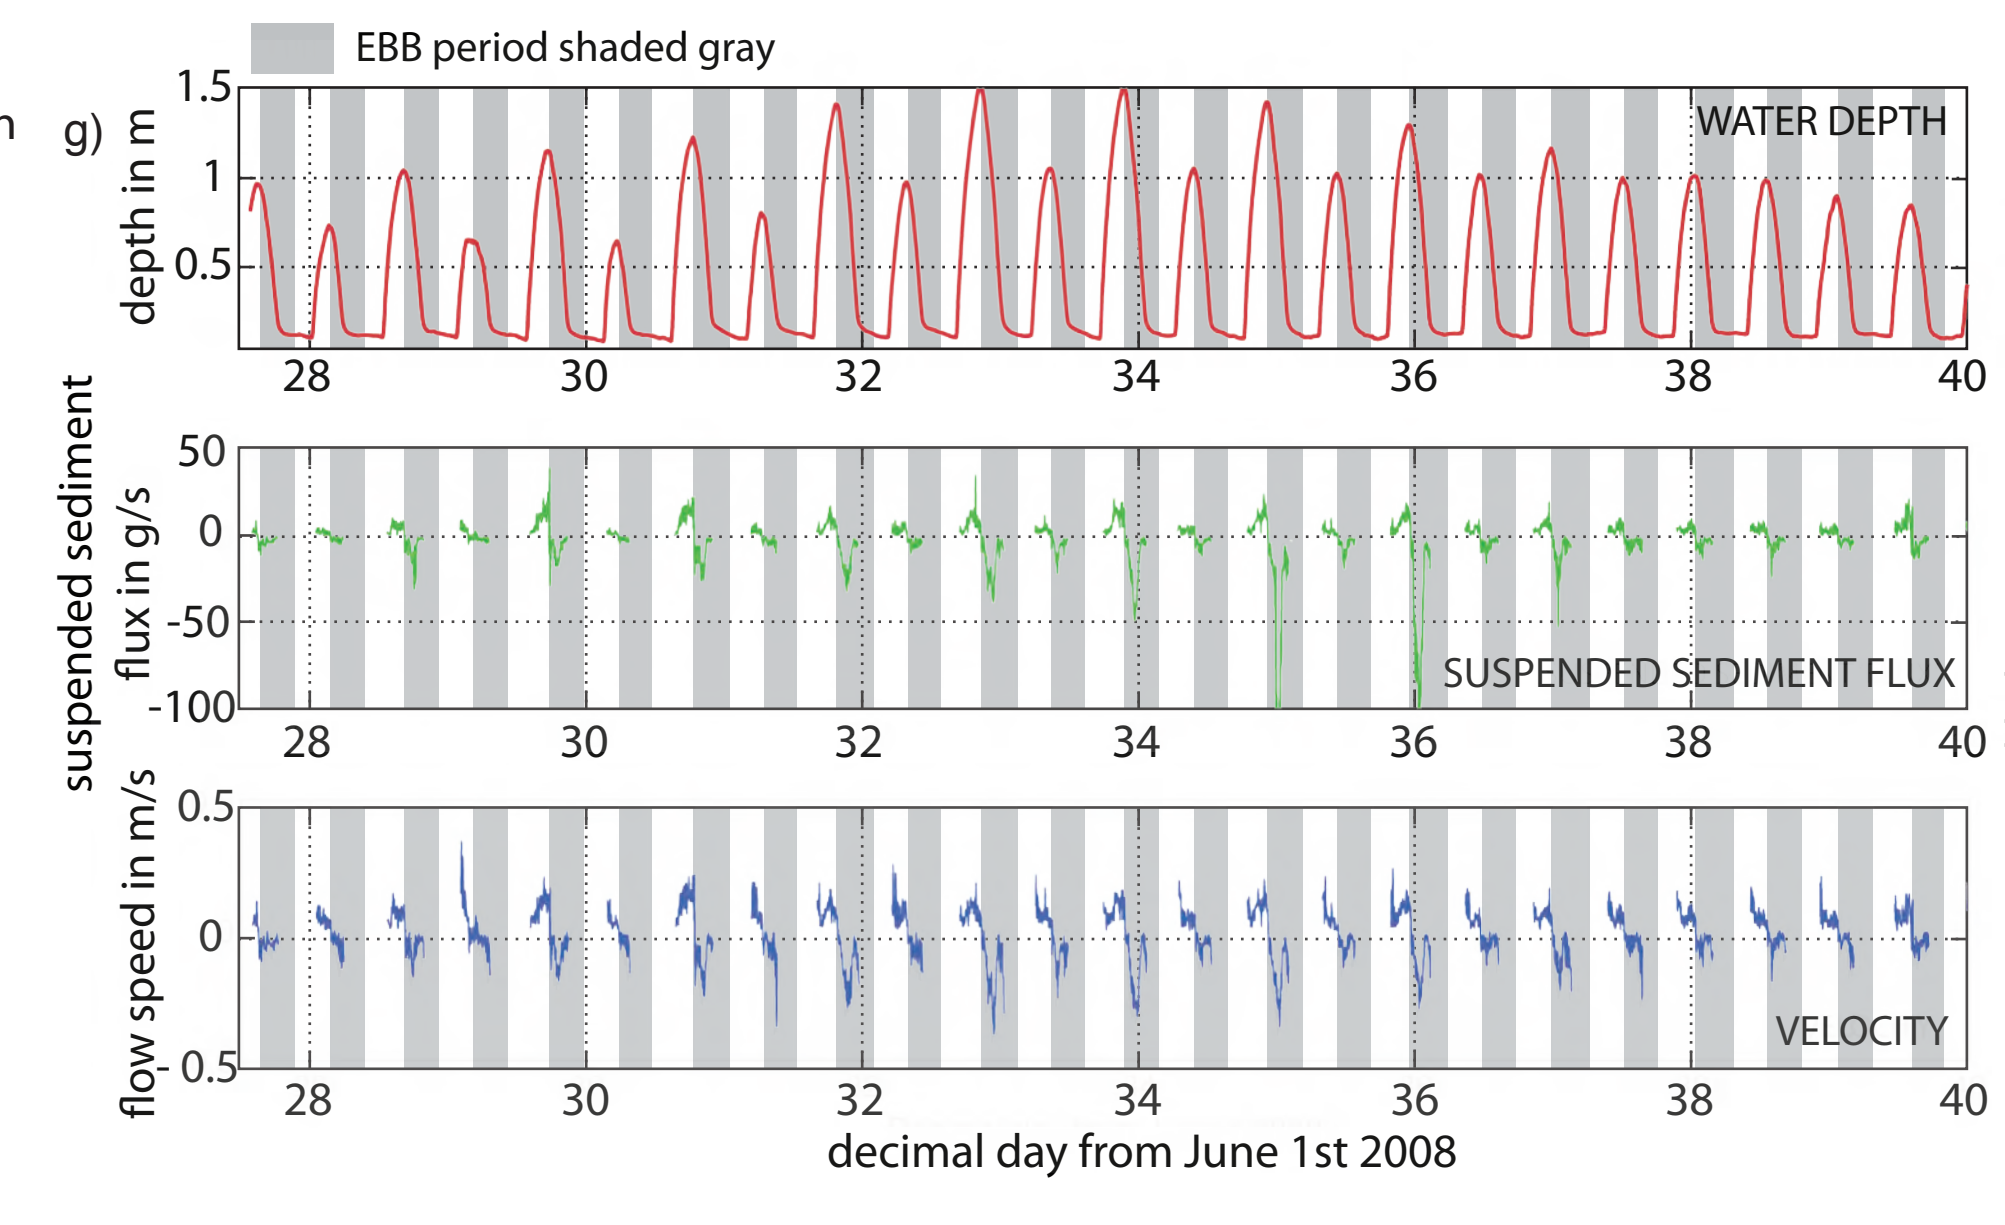 EBB period shaded gray
n
g)
depth in m
1.5
1
0.5
WATER DEPTH
28 30 32 34 36 38 40
suspended sediment
flux in g/s
50
0
-50
-100
SUSPENDED SEDIMENT FLUX
28 30 32 34 36 38 40
flow speed in m/s
0.5
0
- 0.5
VELOCITY
28 30 32 34 36 38 40
decimal day from June 1st 2008